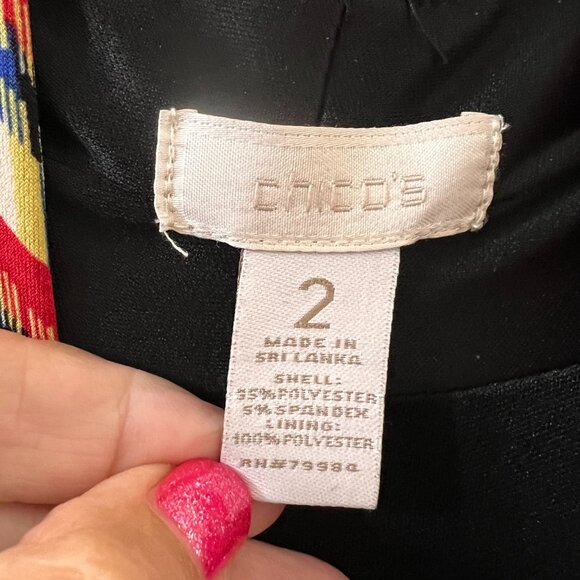 CHICO'S
2
MADE IN
SRI LANKA
SHELL:
95% POLYESTER
5% SPANDEX
LINING:
100% POLYESTER
RN#79984